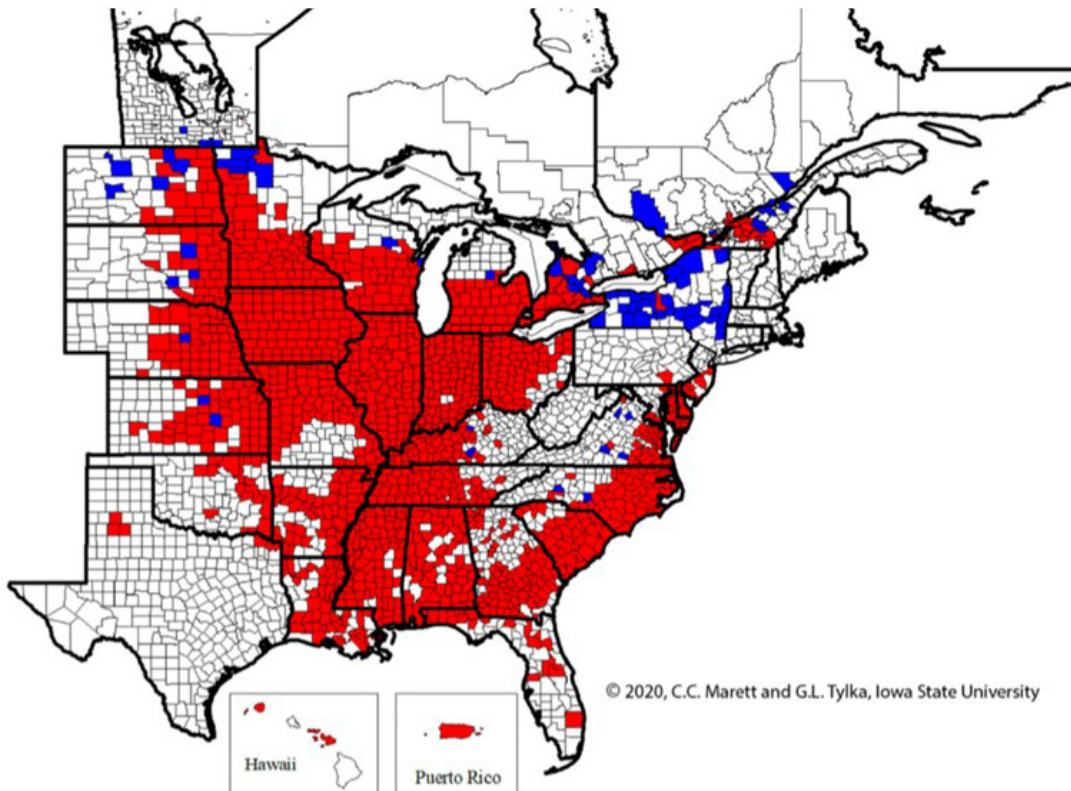 © 2020, C.C. Marett and G.L. Tylka, Iowa State University
Hawaii
Puerto Rico